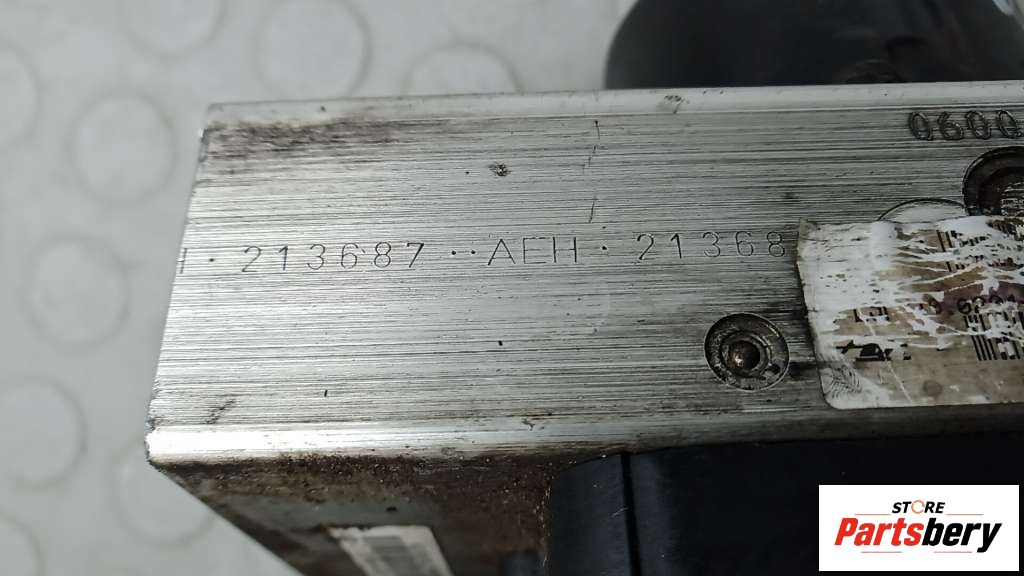 0600
H · 213687 ·· AEH · 21368
STORE
Partsbery